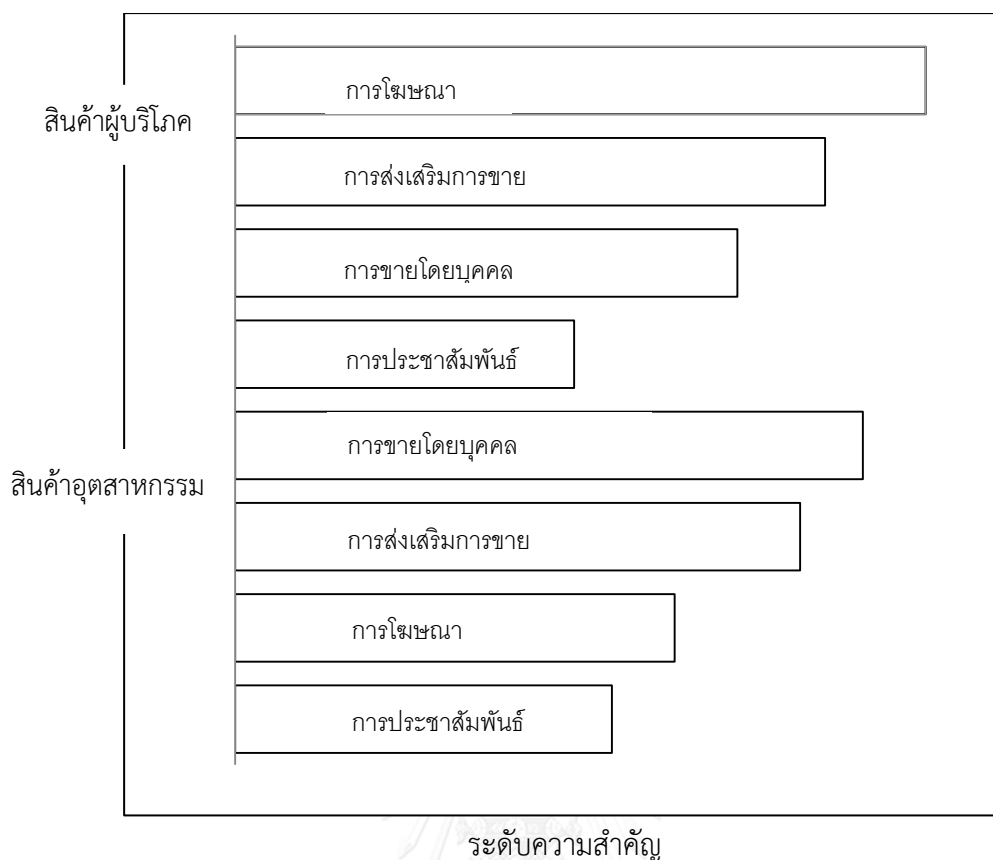 การโฆษณา
สินค้าผู้บริโภค
การส่งเสริมการขาย
การขายโดยบุคคล
การประชาสัมพันธ์
การขายโดยบุคคล
สินค้าอุตสาหกรรม
การส่งเสริมการขาย
การโฆษณา
การประชาสัมพันธ์
ระดับความสำคัญ